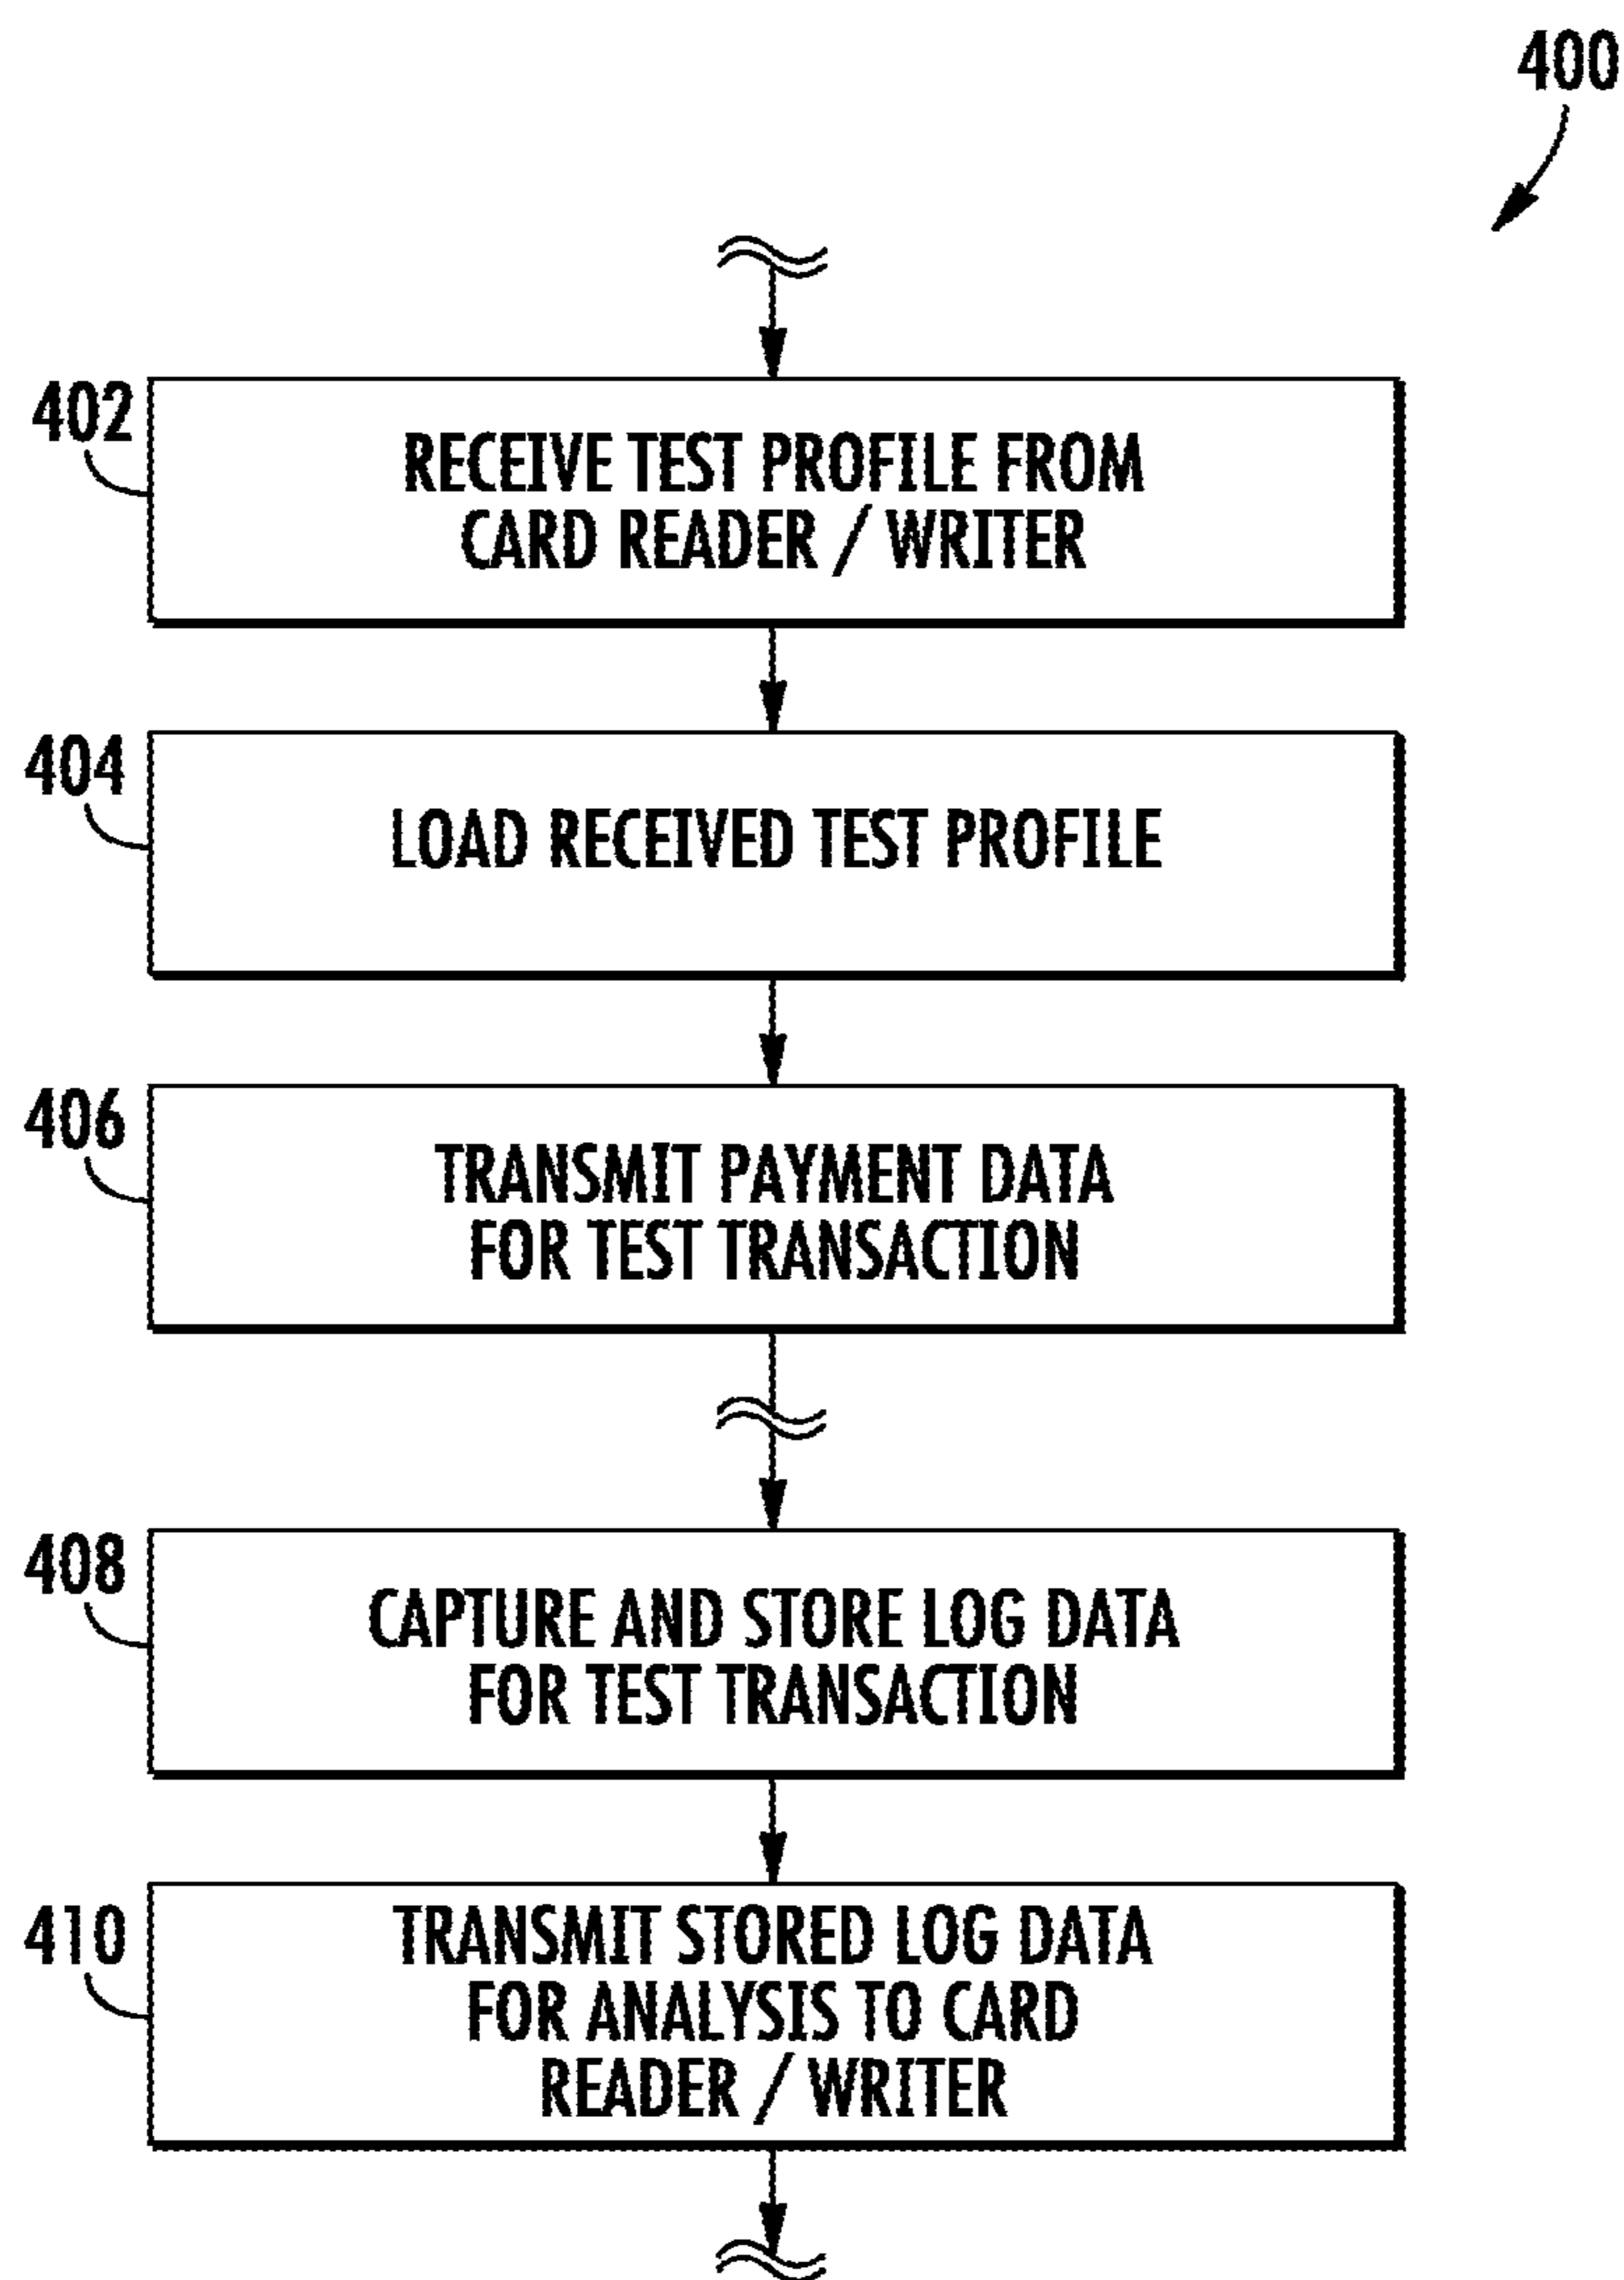 400
402
RECEIVE TEST PROFILE FROM
CARD READER / WRITER
404
LOAD RECEIVED TEST PROFILE
406
TRANSMIT PAYMENT DATA
FOR TEST TRANSACTION
408
CAPTURE AND STORE LOG DATA
FOR TEST TRANSACTION
410
TRANSMIT STORED LOG DATA
FOR ANALYSIS TO CARD
READER / WRITER